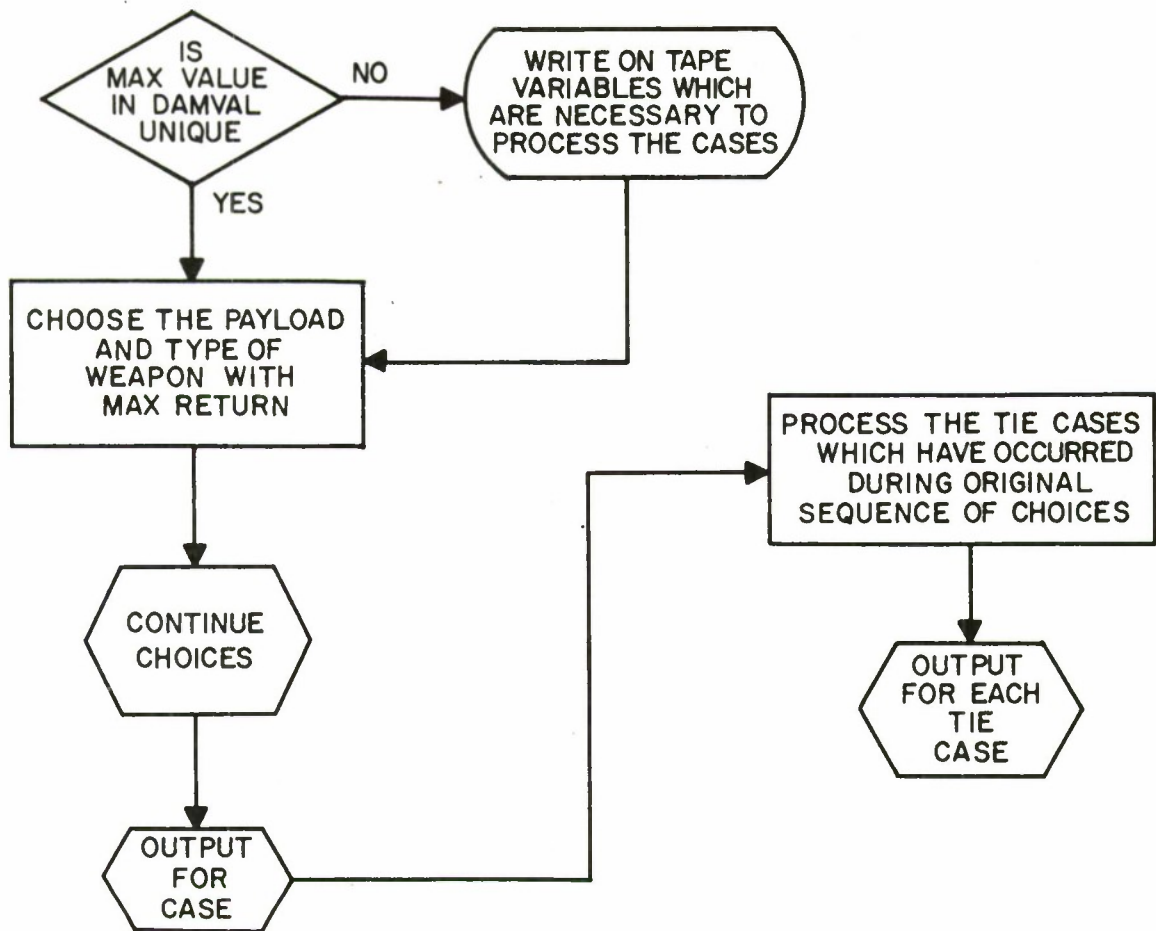 IS
MAX VALUE
IN DAMVAL
UNIQUE
NO
WRITE ON TAPE
VARIABLES WHICH
ARE NECESSARY TO
PROCESS THE CASES
YES
CHOOSE THE PAYLOAD
AND TYPE OF
WEAPON WITH
MAX RETURN
CONTINUE
CHOICES
OUTPUT
FOR
CASE
PROCESS THE TIE CASES
WHICH HAVE OCCURRED
DURING ORIGINAL
SEQUENCE OF CHOICES
OUTPUT
FOR EACH
TIE
CASE